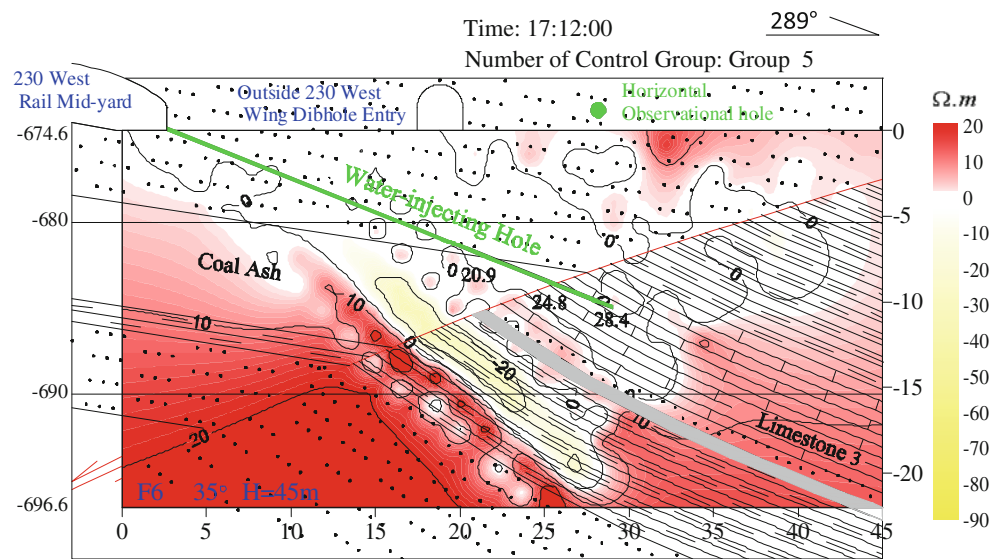 Time: 17:12:00
289°
Number of Control Group: Group 5
230 West
Rail Mid-yard
Outside 230 West
Wing Dibhole Entry
Horizontal
Observational hole
Ω.m
-674.6
-680
-690
-696.6
0
-5
-10
-15
-20
20
10
0
-10
-20
-30
-40
-50
-60
-70
-80
-90
Water-injecting Hole
Coal Ash
0
0
0
0
0
20.9
24.8
28.4
10
10
0
-20
0
0
10
20
Limestone 3
F6 35° H=45m
0 5 10 15 20 25 30 35 40 45